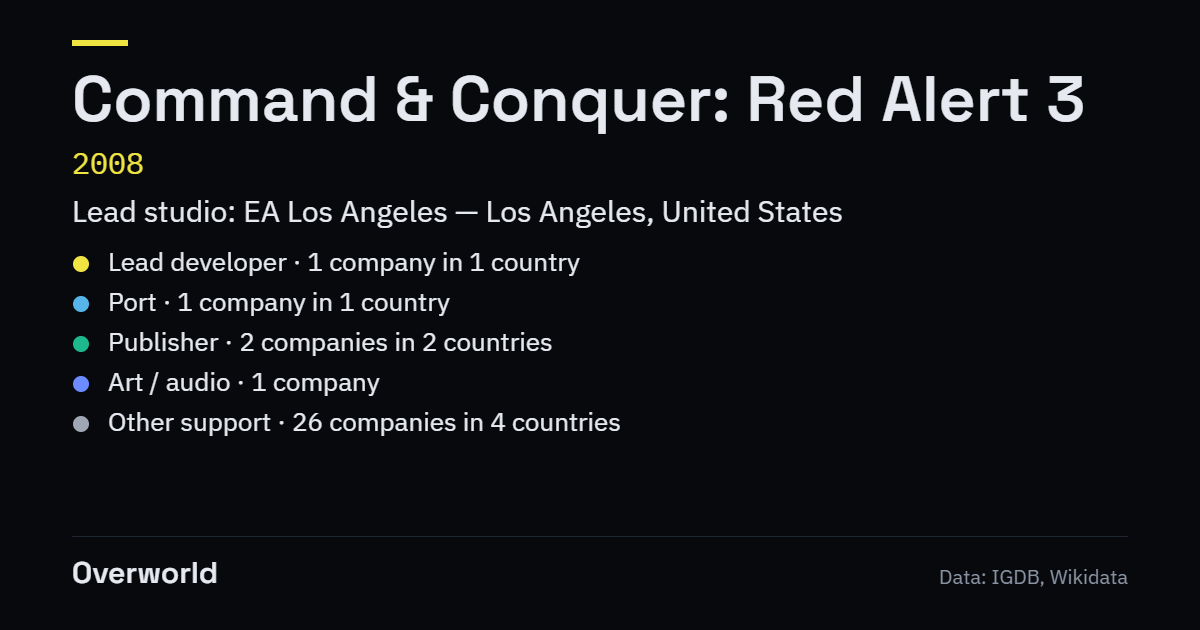 Command & Conquer: Red Alert 3
2008
Lead studio: EA Los Angeles — Los Angeles, United States
Lead developer · 1 company in 1 country
Port · 1 company in 1 country
Publisher · 2 companies in 2 countries
Art / audio · 1 company
Other support · 26 companies in 4 countries
Overworld
Data: IGDB, Wikidata